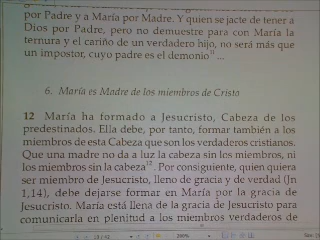 por Padre y a María por Madre. Y quien se jacte de tener a
Dios por Padre, pero no demuestre para con María la
ternura y el cariño de un verdadero hijo, no será más que
un impostor, cuyo padre es el demonio¹¹...
6. María es Madre de los miembros de Cristo
12 María ha formado a Jesucristo, Cabeza de los
predestinados. Ella debe, por tanto, formar también a los
miembros de esta Cabeza que son los verdaderos cristianos.
Que una madre no da a luz la cabeza sin los miembros, ni
los miembros sin la cabeza¹². Por consiguiente, quien quiera
ser miembro de Jesucristo, lleno de gracia y de verdad (Jn
1,14), debe dejarse formar en María por la gracia de
Jesucristo. María está llena de la gracia de Jesucristo para
comunicarla en plenitud a los miembros verdaderos de
200%